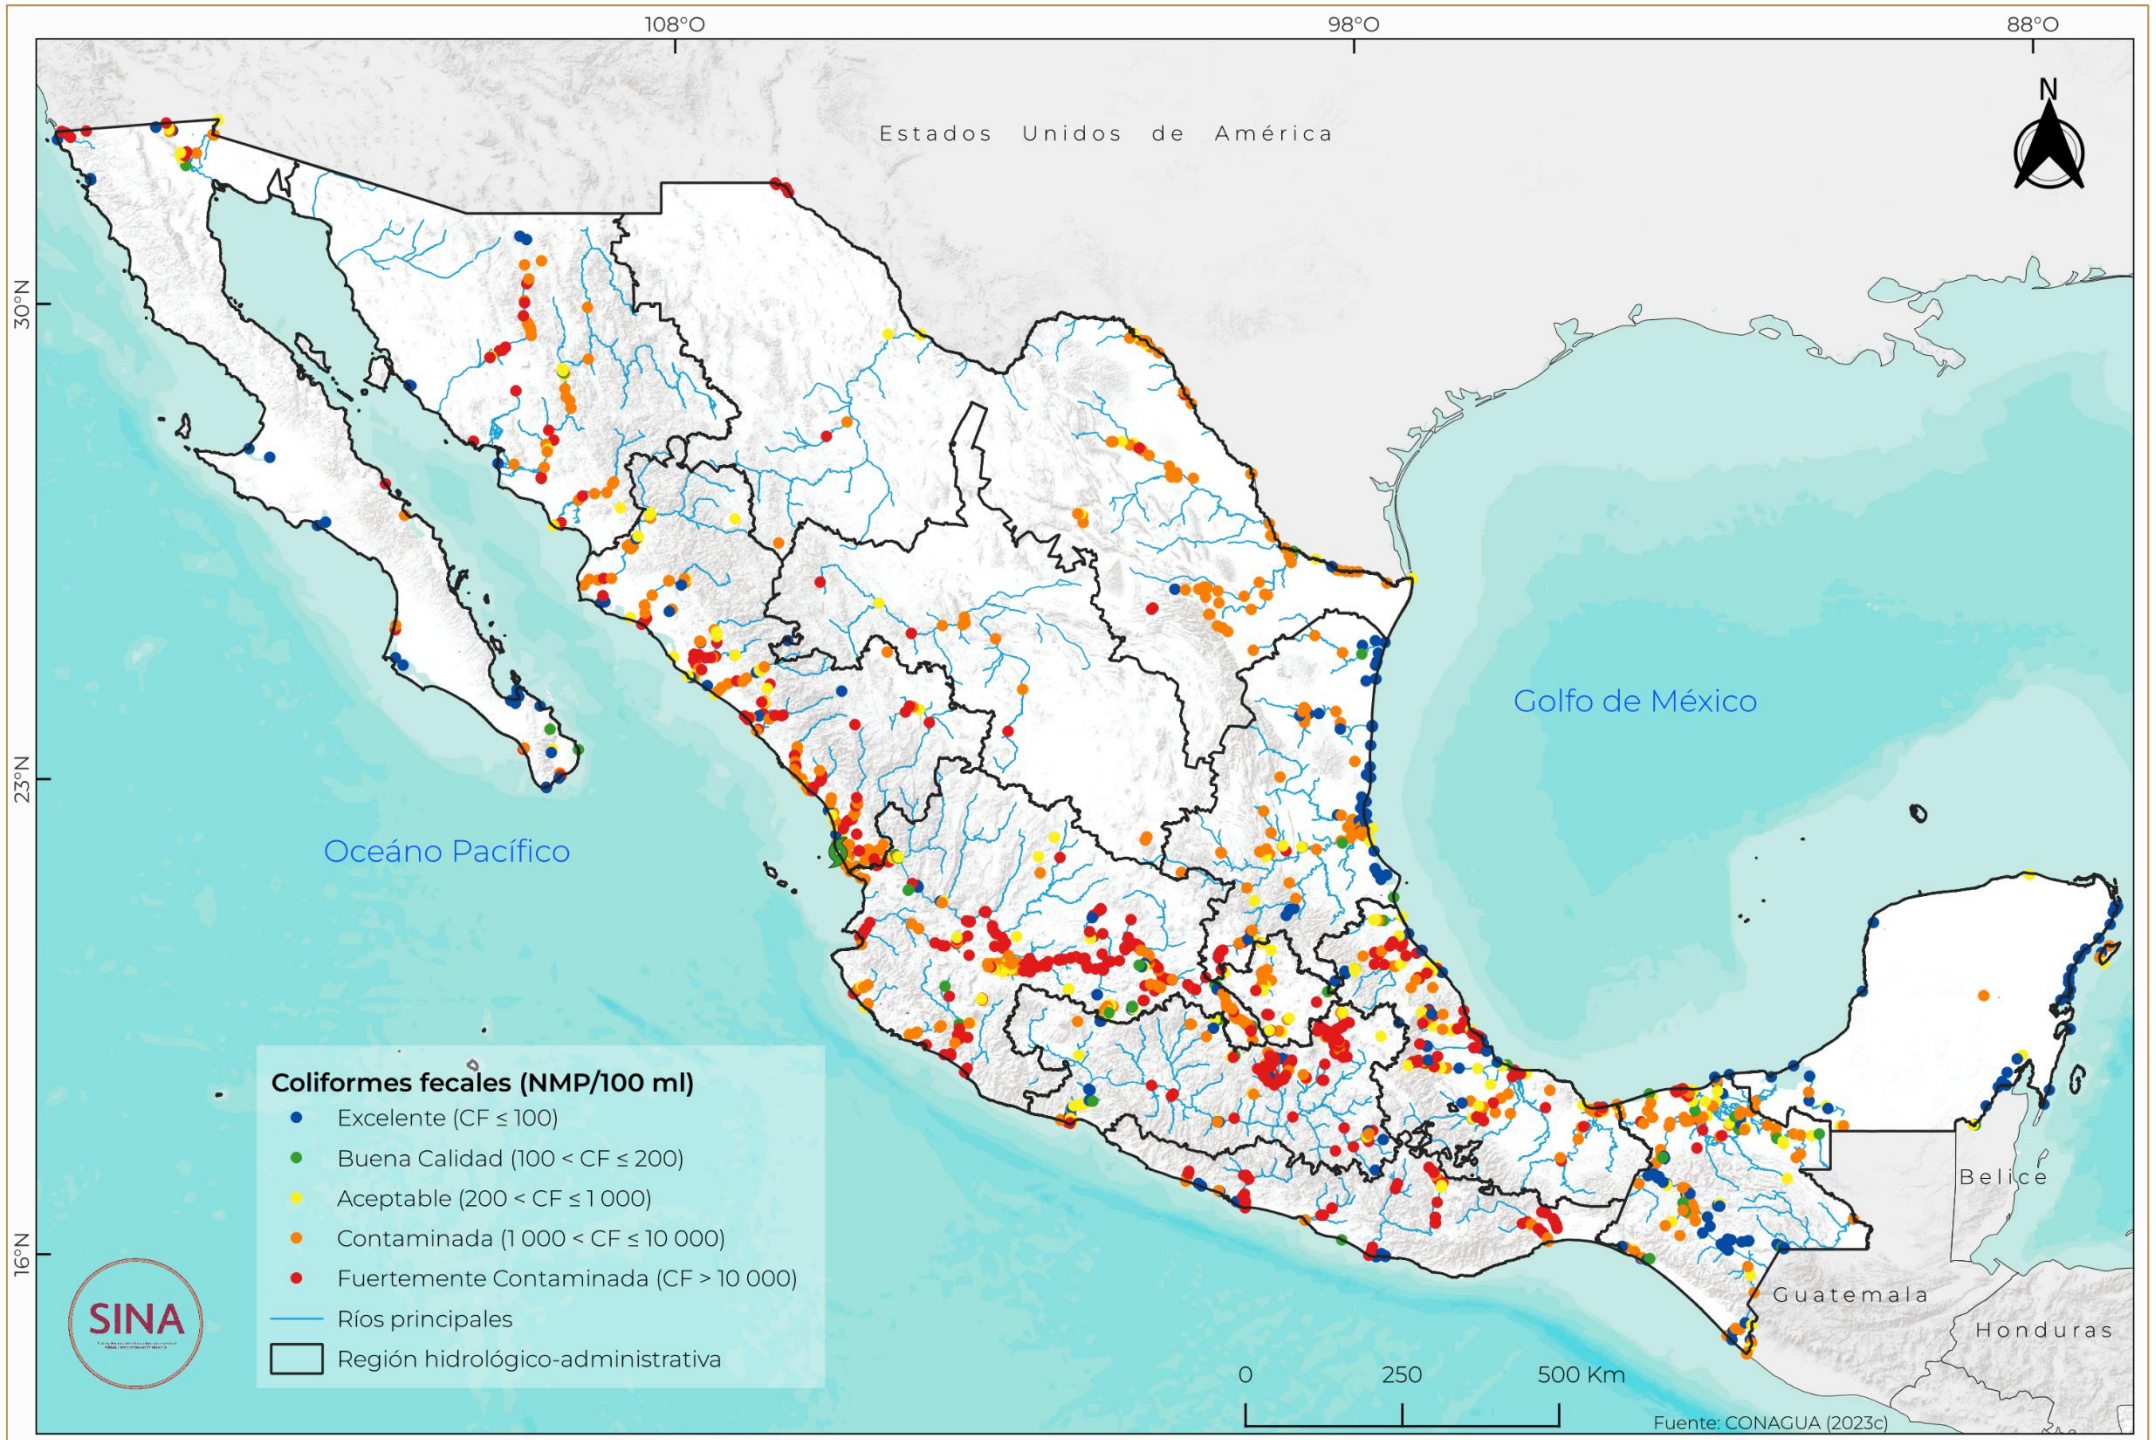 108°O
98°O
88°O
N
Estados Unidos de América
30°N
Golfo de México
23°N
Oceáno Pacífico
Coliformes fecales (NMP/100 ml)
Excelente (CF ≤ 100)
Buena Calidad (100 < CF ≤ 200)
Aceptable (200 < CF ≤ 1 000)
Contaminada (1 000 < CF ≤ 10 000)
Fuertemente Contaminada (CF > 10 000)
Ríos principales
Región hidrológico-administrativa
Belice
16°N
Guatemala
Honduras
SINA
0 250 500 Km
Fuente: CONAGUA (2023c)